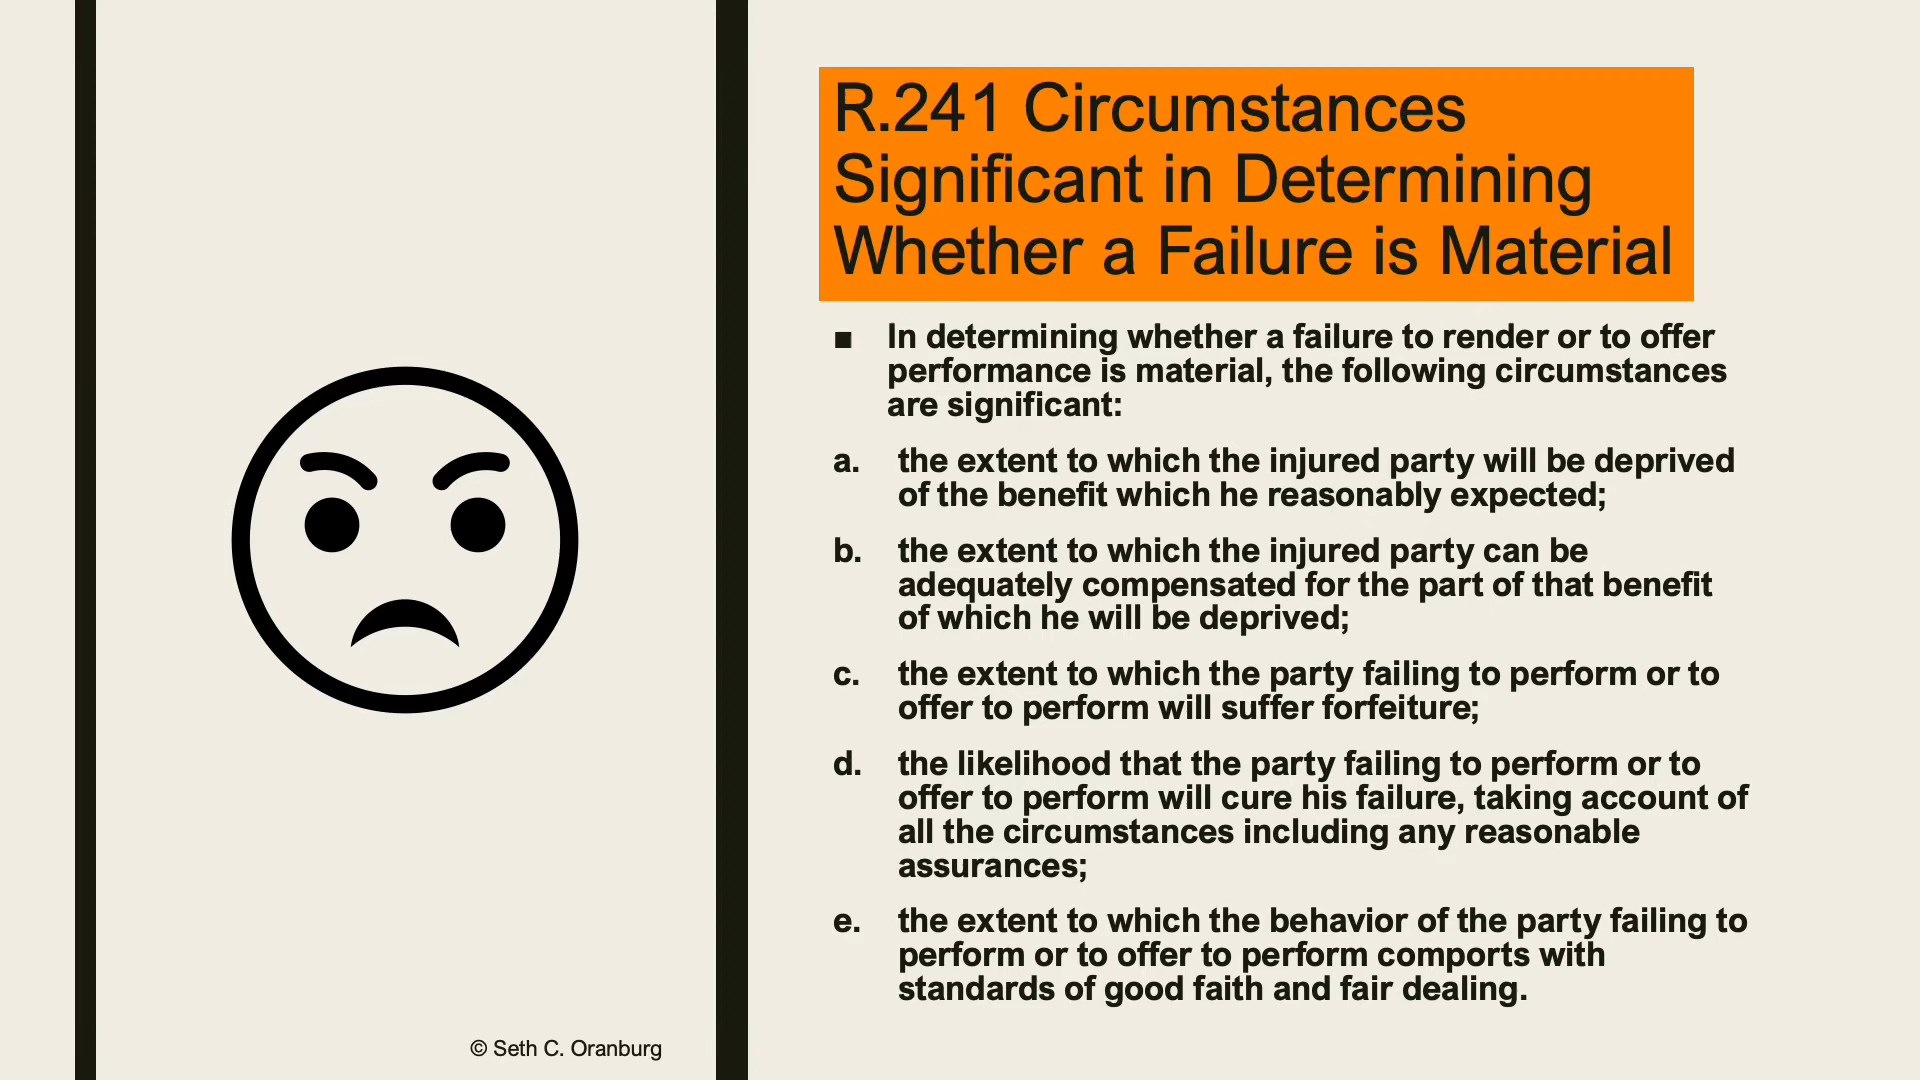 R.241 Circumstances
Significant in Determining
Whether a Failure is Material
■ In determining whether a failure to render or to offer
performance is material, the following circumstances
are significant:
a. the extent to which the injured party will be deprived
of the benefit which he reasonably expected;
b. the extent to which the injured party can be
adequately compensated for the part of that benefit
of which he will be deprived;
c. the extent to which the party failing to perform or to
offer to perform will suffer forfeiture;
d. the likelihood that the party failing to perform or to
offer to perform will cure his failure, taking account of
all the circumstances including any reasonable
assurances;
e. the extent to which the behavior of the party failing to
perform or to offer to perform comports with
standards of good faith and fair dealing.
© Seth C. Oranburg